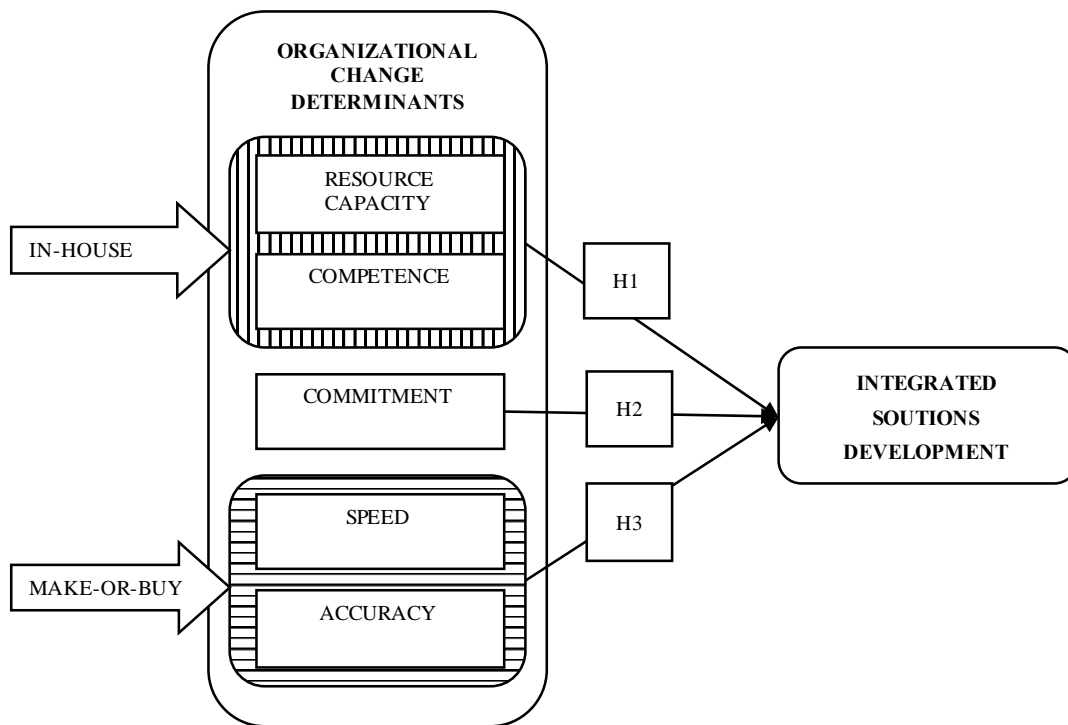 ORGANIZATIONAL
CHANGE
DETERMINANTS
RESOURCE
CAPACITY
IN-HOUSE
COMPETENCE
H1
COMMITMENT
H2
INTEGRATED
SOUTIONS
DEVELOPMENT
SPEED
H3
MAKE-OR-BUY
ACCURACY